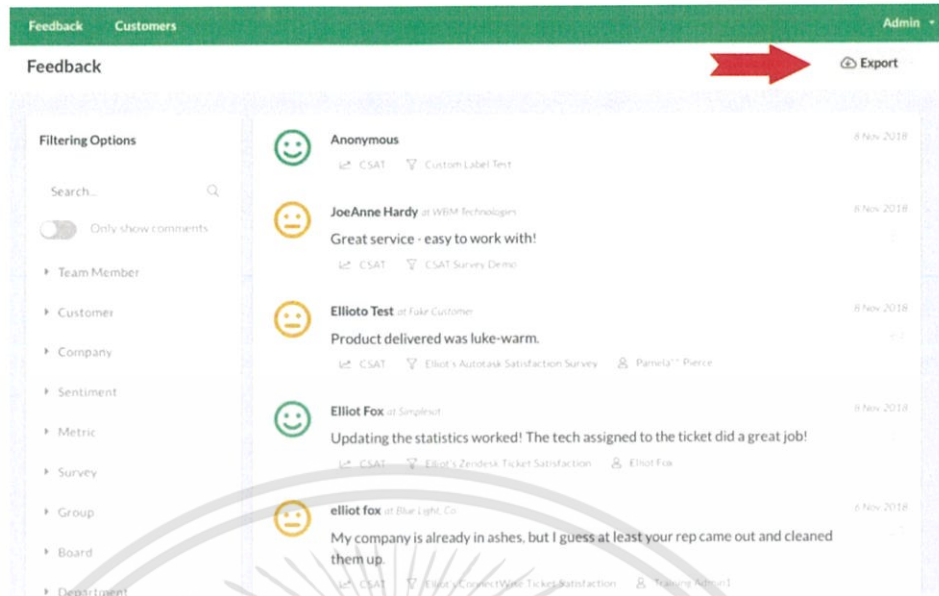 Feedback Customers Admin
Feedback Export
Filtering Options
Search...
Only show comments
Team Member
Customer
Company
Sentiment
Metric
Survey
Group
Board
Department
Anonymous 8 Nov 2018
CSAT Custom Label Test
JoeAnne Hardy at WBM Technologies 8 Nov 2018
Great service - easy to work with!
CSAT CSAT Survey Demo
Ellioto Test at Fake Customer 8 Nov 2018
Product delivered was luke-warm.
CSAT Elliot's Autotask Satisfaction Survey Pamela** Pierce
Elliot Fox at Simplesat 8 Nov 2018
Updating the statistics worked! The tech assigned to the ticket did a great job!
CSAT Elliot's Zendesk Ticket Satisfaction Elliot Fox
elliot fox at Blue Light, Co 6 Nov 2018
My company is already in ashes, but I guess at least your rep came out and cleaned
them up.
CSAT Elliot's ConnectWise Ticket Satisfaction Training Admin1